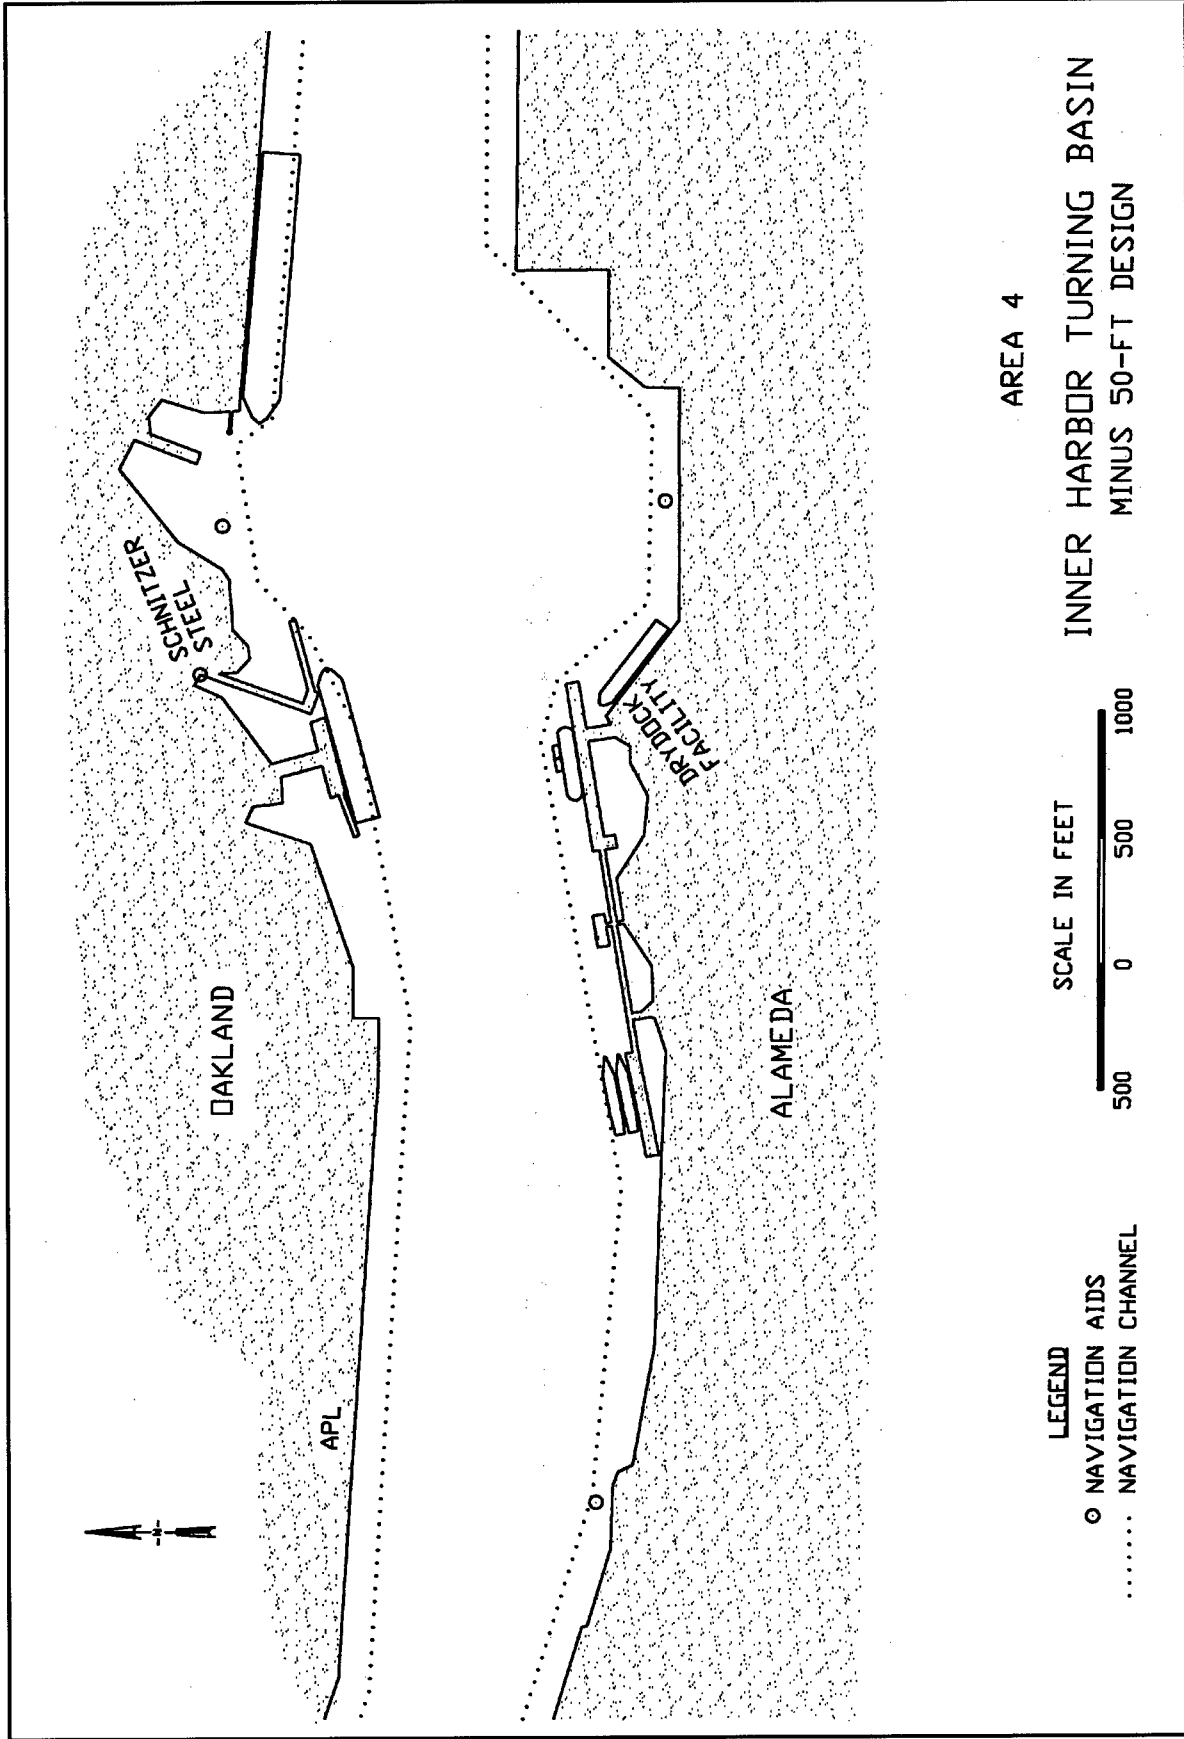 SCHNITZER
STEEL
OAKLAND
APL
DRYDOCK
FACILITY
ALAMEDA
-N-
LEGEND
NAVIGATION AIDS
...... NAVIGATION CHANNEL
SCALE IN FEET
500 0 500 1000
AREA 4
INNER HARBOR TURNING BASIN
MINUS 50-FT DESIGN